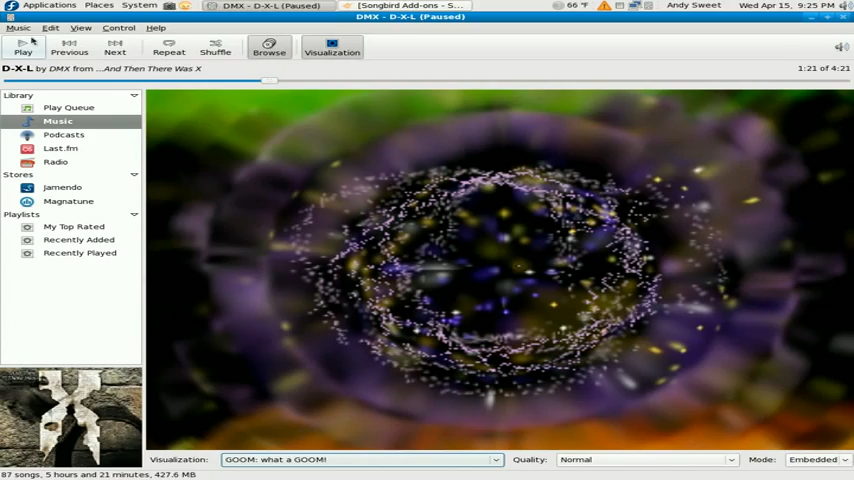 Applications Places System DMX - D-X-L (Paused) [Songbird Add-ons - S... 66 °F Andy Sweet Wed Apr 15, 9:25 PM
DMX - D-X-L (Paused)
Music Edit View Control Help
Play Previous Next Repeat Shuffle Browse Visualization
D-X-L by DMX from ...And Then There Was X 1:21 of 4:21
Library
Play Queue
Music
Podcasts
Last.fm
Radio
Stores
Jamendo
Magnatune
Playlists
My Top Rated
Recently Added
Recently Played
Visualization: GOOM: what a GOOM! Quality: Normal Mode: Embedded
87 songs, 5 hours and 21 minutes, 427.6 MB